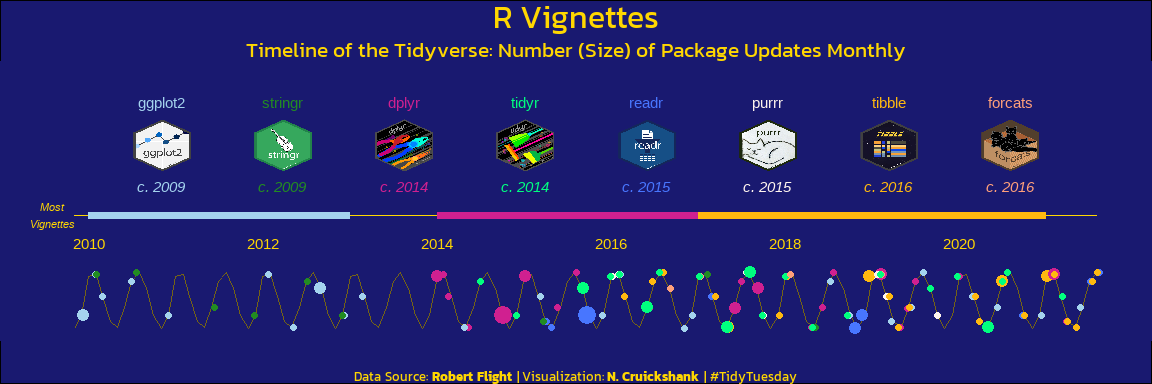 R Vignettes
Timeline of the Tidyverse: Number (Size) of Package Updates Monthly
ggplot2 stringr dplyr tidyr readr purrr tibble forcats
ggplot2 stringr dplyr tidyr readr purrr TIBBLE forcats
c. 2009 c. 2009 c. 2014 c. 2014 c. 2015 c. 2015 c. 2016 c. 2016
Most
Vignettes
2010 2012 2014 2016 2018 2020
Data Source: Robert Flight | Visualization: N. Cruickshank | #TidyTuesday